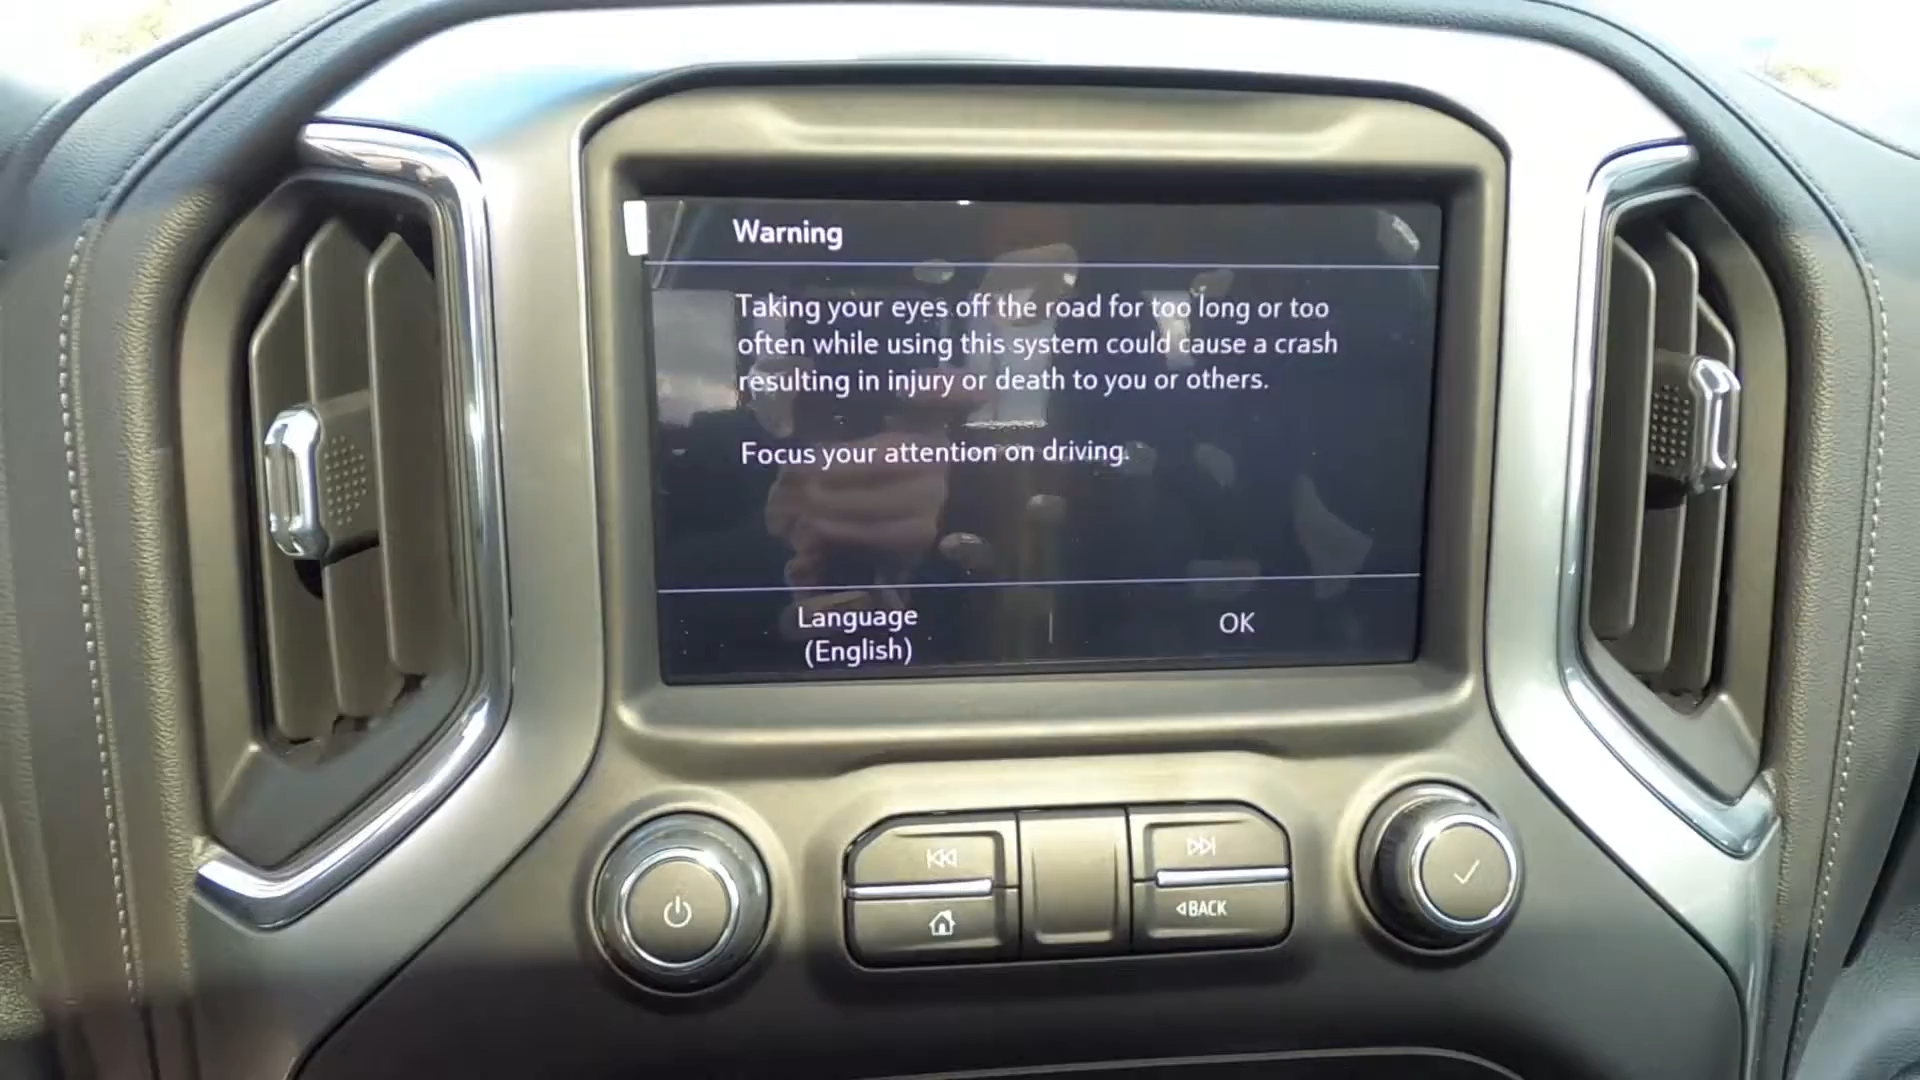 Warning
Taking your eyes off the road for too long or too
often while using this system could cause a crash
resulting in injury or death to you or others.
Focus your attention on driving.
Language
(English)
OK
BACK